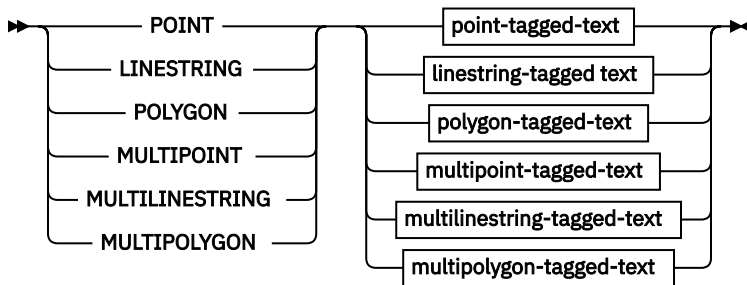 POINT
LINESTRING
POLYGON
MULTIPOINT
MULTILINESTRING
MULTIPOLYGON
point-tagged-text
linestring-tagged text
polygon-tagged-text
multipoint-tagged-text
multilinestring-tagged-text
multipolygon-tagged-text